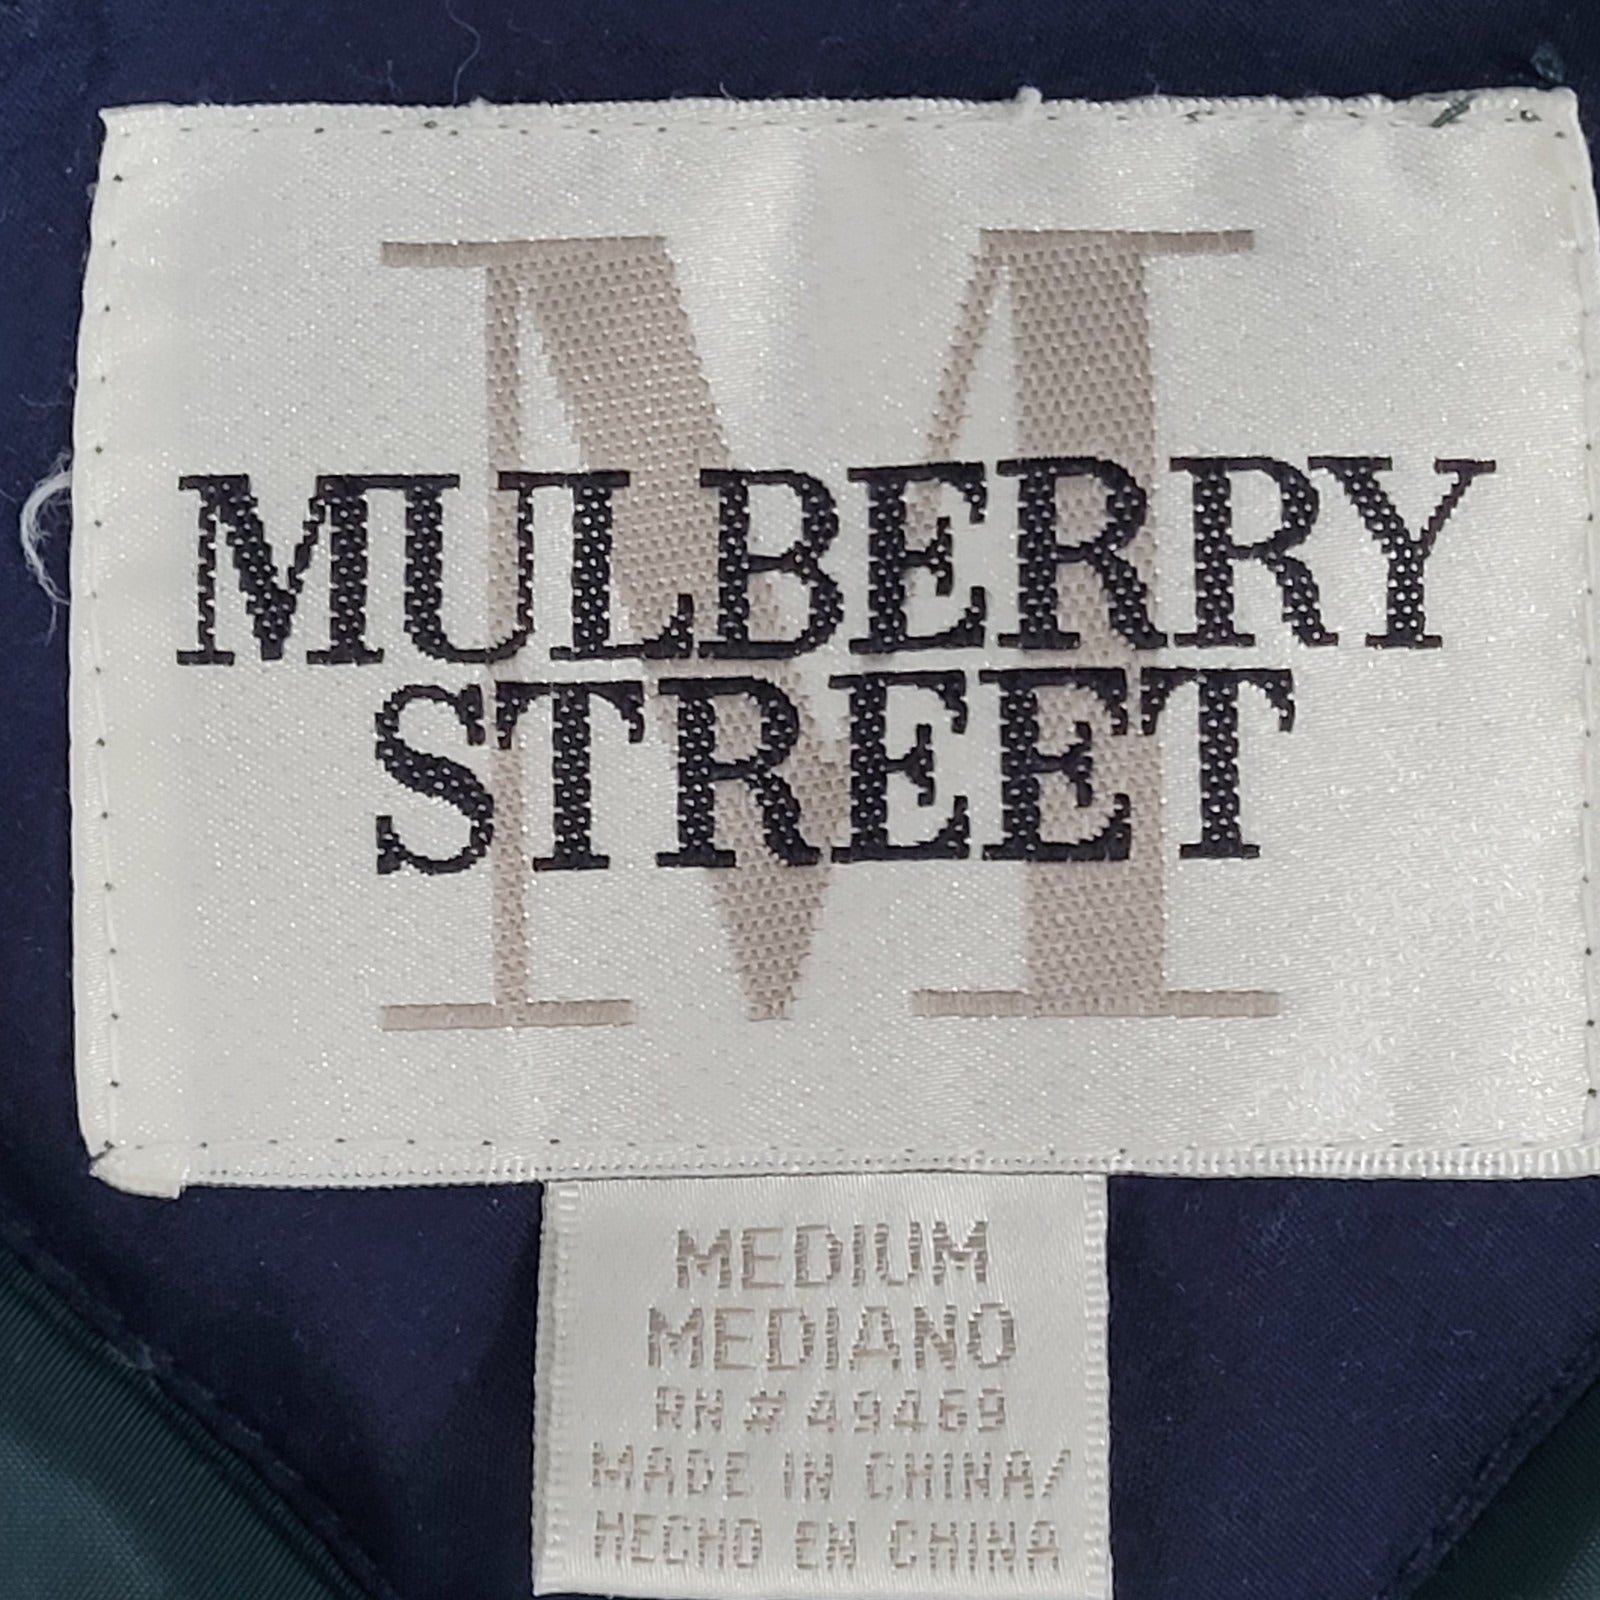 M
MULBERRY
STREET
MEDIUM
MEDIANO
RN # 49469
MADE IN CHINA/
HECHO EN CHINA